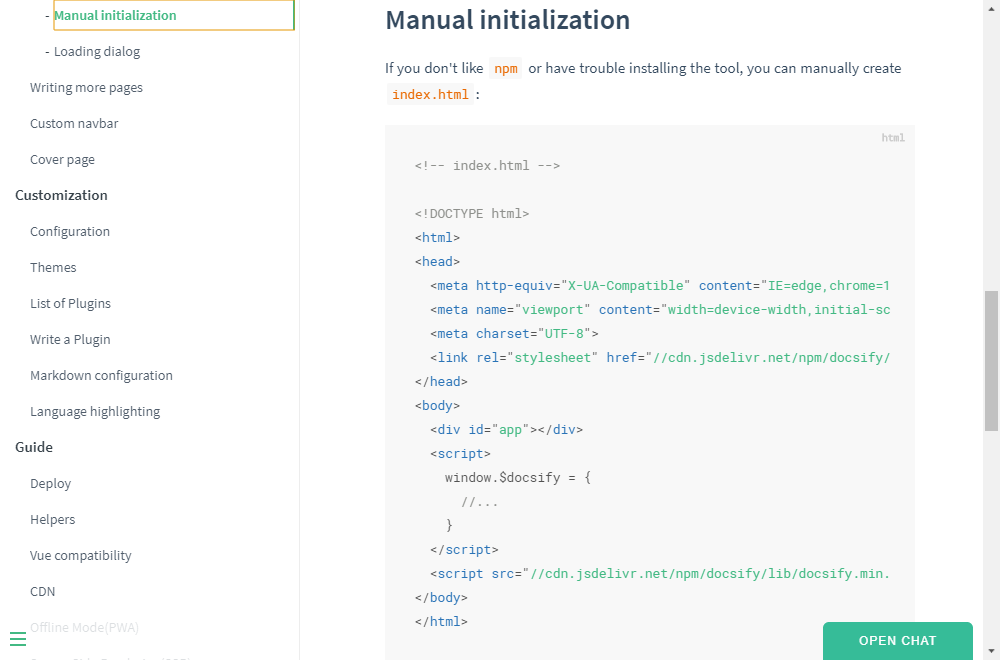 - Manual initialization
- Loading dialog
Writing more pages
Custom navbar
Cover page
Customization
Configuration
Themes
List of Plugins
Write a Plugin
Markdown configuration
Language highlighting
Guide
Deploy
Helpers
Vue compatibility
CDN
Offline Mode(PWA)
Manual initialization
If you don't like npm or have trouble installing the tool, you can manually create
index.html :
html
<!-- index.html -->
<!DOCTYPE html>
<html>
<head>
<meta http-equiv="X-UA-Compatible" content="IE=edge,chrome=1
<meta name="viewport" content="width=device-width,initial-sc
<meta charset="UTF-8">
<link rel="stylesheet" href="//cdn.jsdelivr.net/npm/docsify/
</head>
<body>
<div id="app"></div>
<script>
window.$docsify = {
//...
}
</script>
<script src="//cdn.jsdelivr.net/npm/docsify/lib/docsify.min.
</body>
</html>
OPEN CHAT